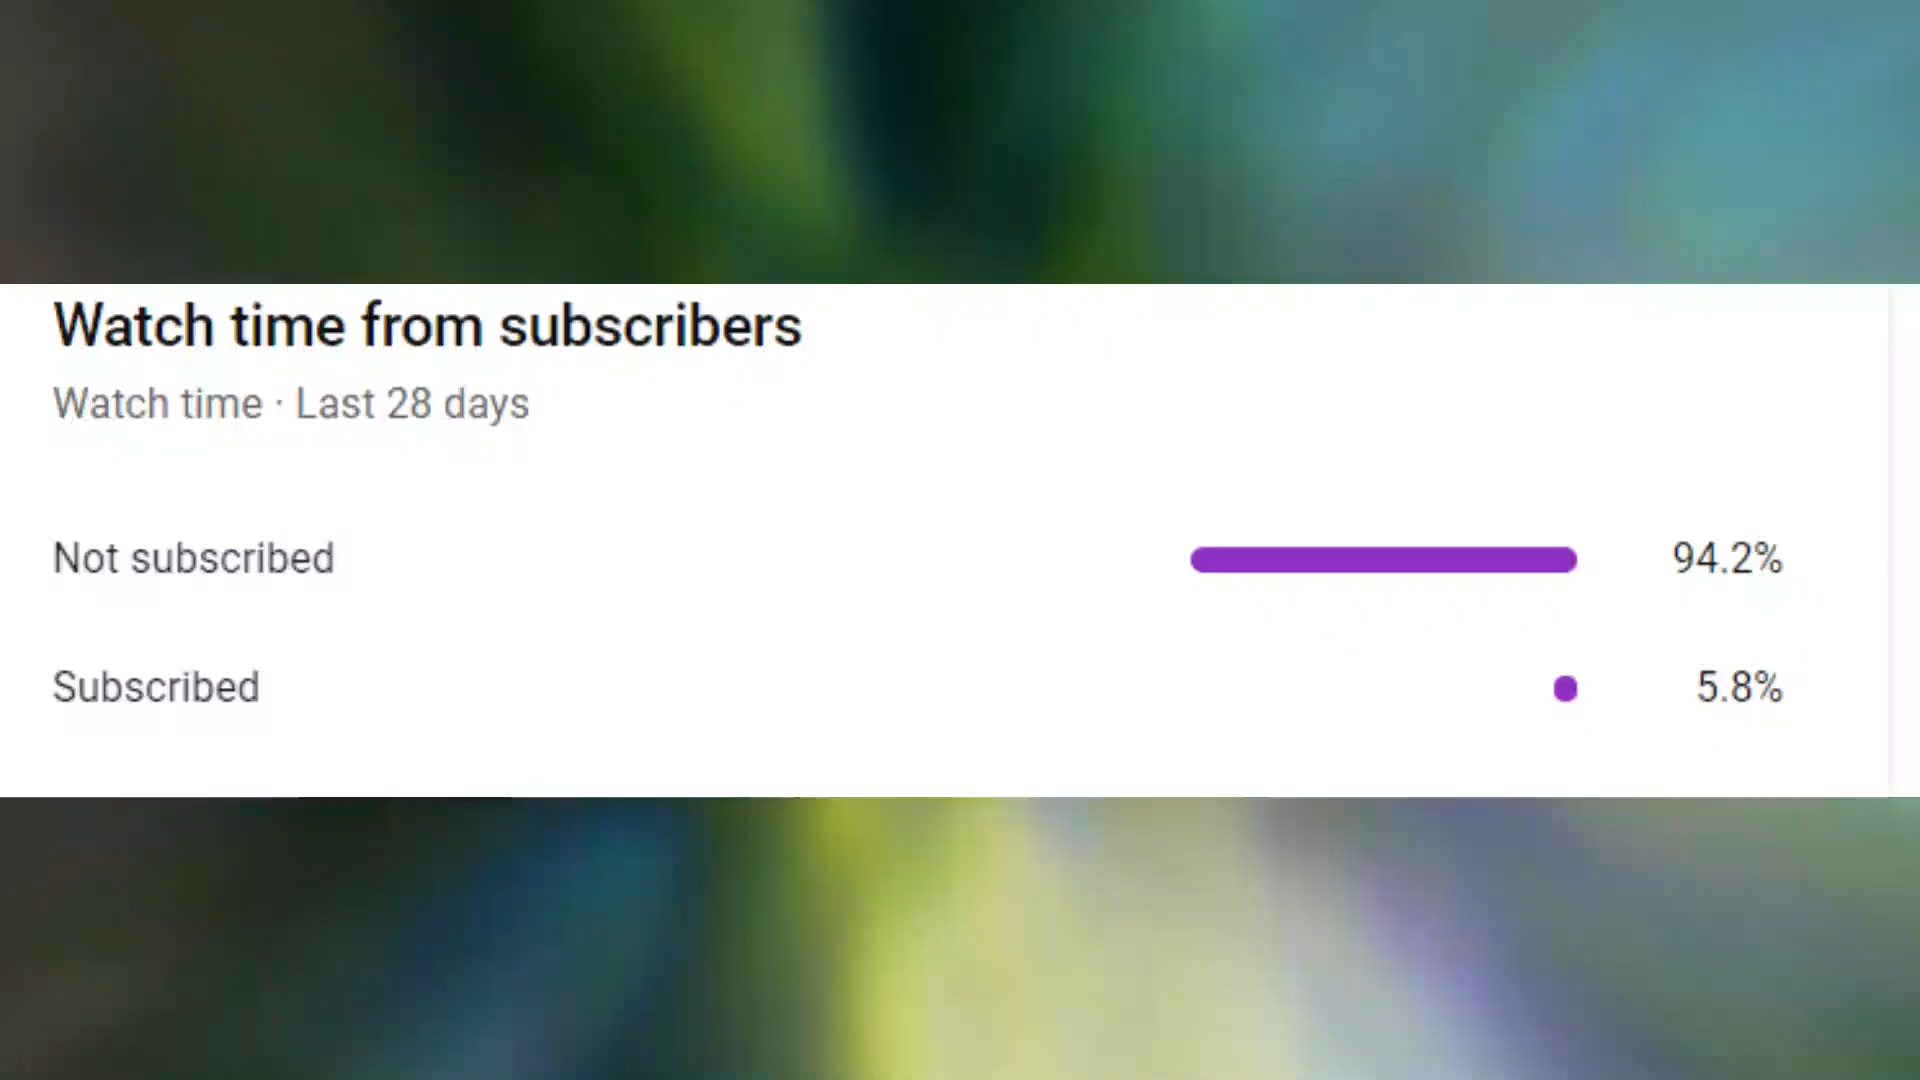 Watch time from subscribers
Watch time · Last 28 days
Not subscribed 94.2%
Subscribed 5.8%